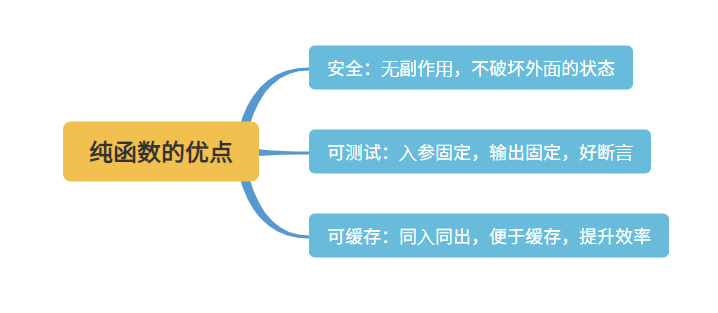 纯函数的优点
安全：无副作用，不破坏外面的状态
可测试：入参固定，输出固定，好断言
可缓存：同入同出，便于缓存，提升效率